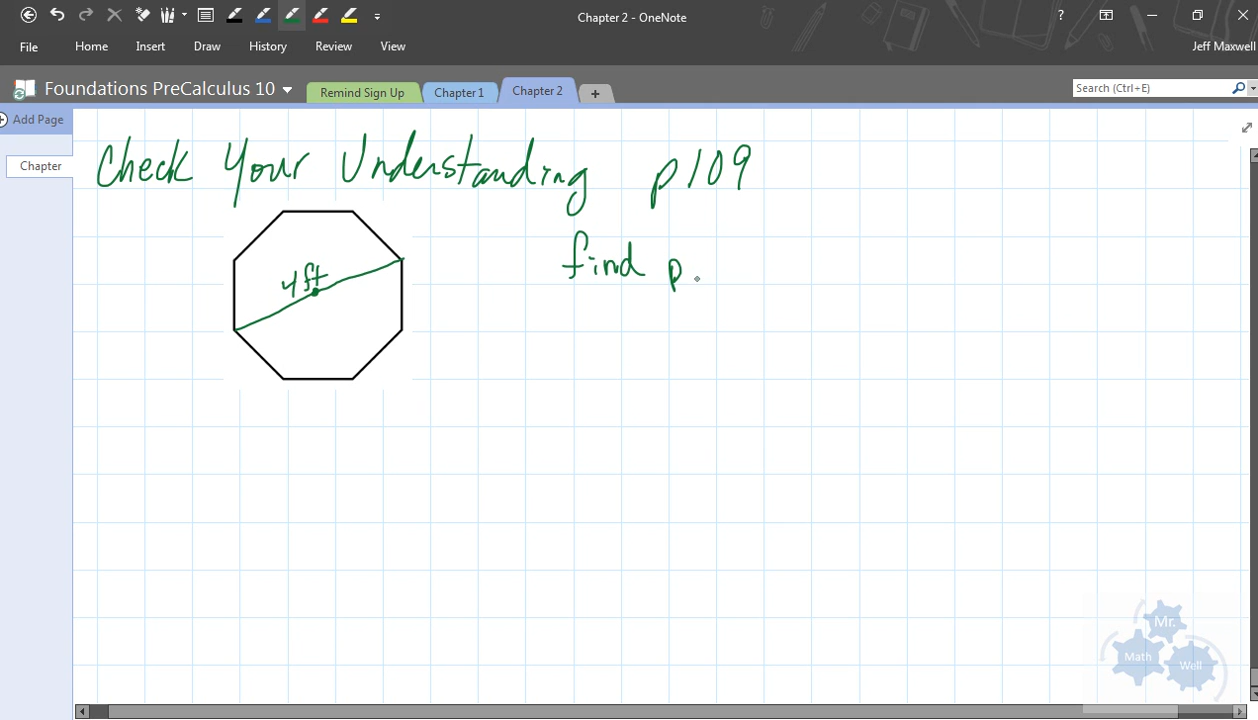 Chapter 2 - OneNote
?
File
Home
Insert
Draw
History
Review
View
Jeff Maxwell
Foundations PreCalculus 10
Remind Sign Up
Chapter 1
Chapter 2
+
Search (Ctrl+E)
Add Page
Chapter
Check Your Understanding p109
find p.
4ft
Mr.
Math
Well